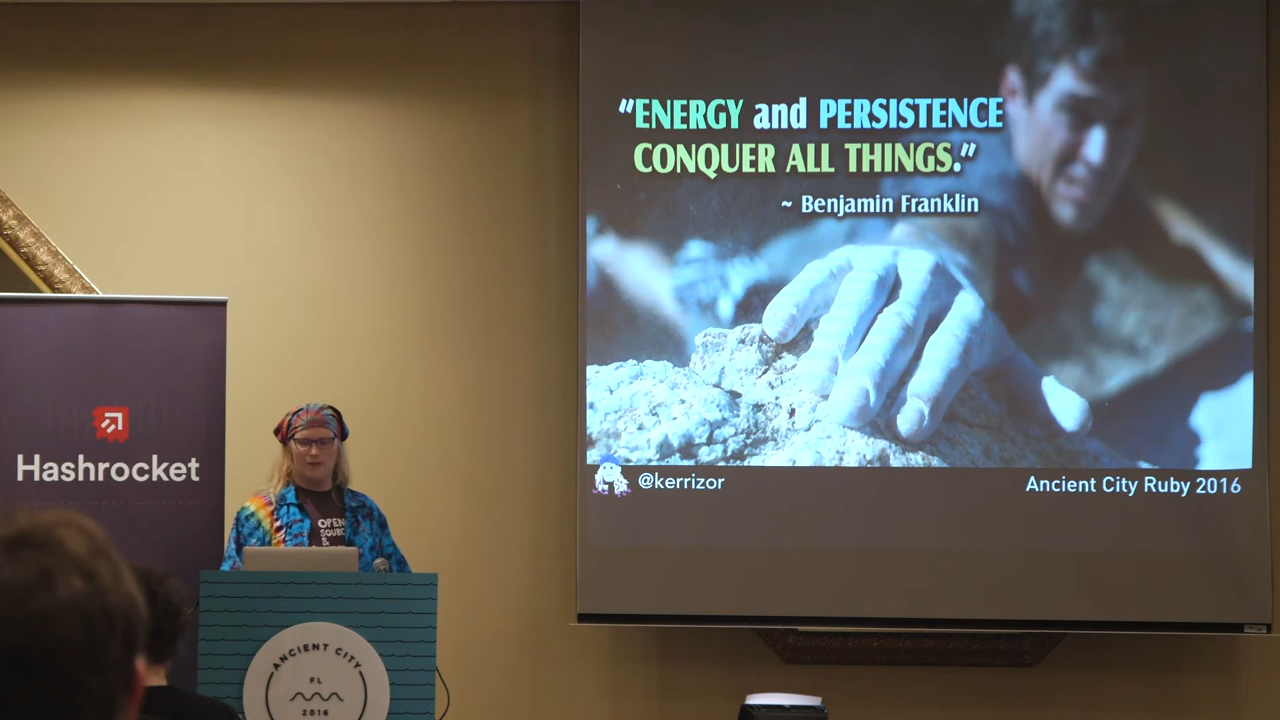 "ENERGY and PERSISTENCE
CONQUER ALL THINGS."
~ Benjamin Franklin
@kerrizor
Ancient City Ruby 2016
Hashrocket
OPEN
SOURC
&
ANCIENT CITY
FL
2016